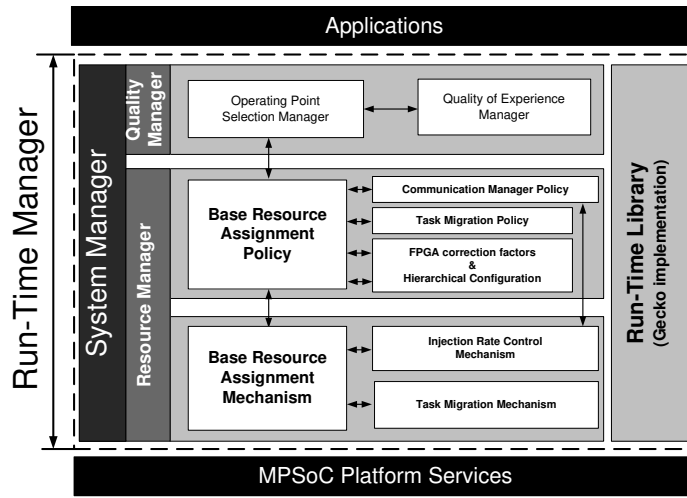 Applications
Run-Time Manager
System Manager
Quality
Manager
Operating Point
Selection Manager
Quality of Experience
Manager
Resource Manager
Base Resource
Assignment
Policy
Communication Manager Policy
Task Migration Policy
FPGA correction factors
&
Hierarchical Configuration
Base Resource
Assignment
Mechanism
Injection Rate Control
Mechanism
Task Migration Mechanism
Run-Time Library
(Gecko implementation)
MPSoC Platform Services